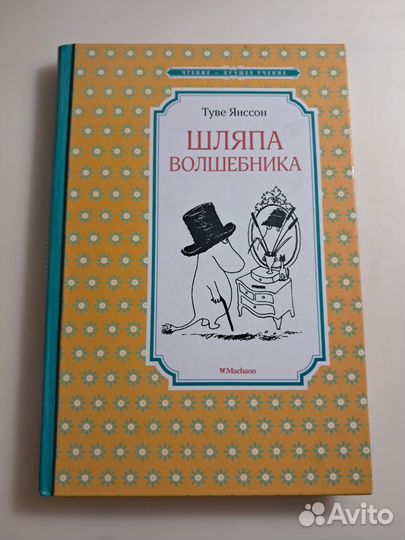 ЧТЕНИЕ – ЛУЧШЕЕ УЧЕНИЕ
Туве Янссон
ШЛЯПА
ВОЛШЕБНИКА
Machaon
Avito